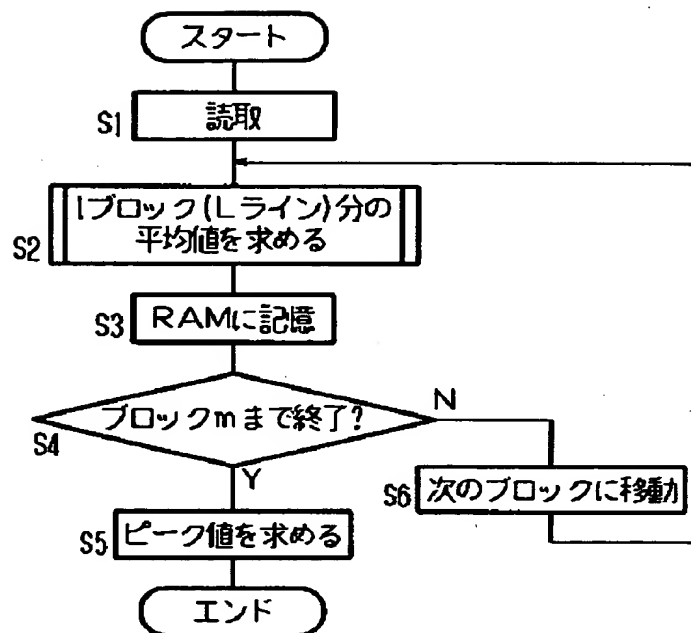 スタート
S1 読取
1ブロック(Lライン)分の
平均値を求める
S2
S3 RAMに記憶
ブロックmまで終了?
N
S4
Y
S6 次のブロックに移動
S5 ピーク値を求める
エンド